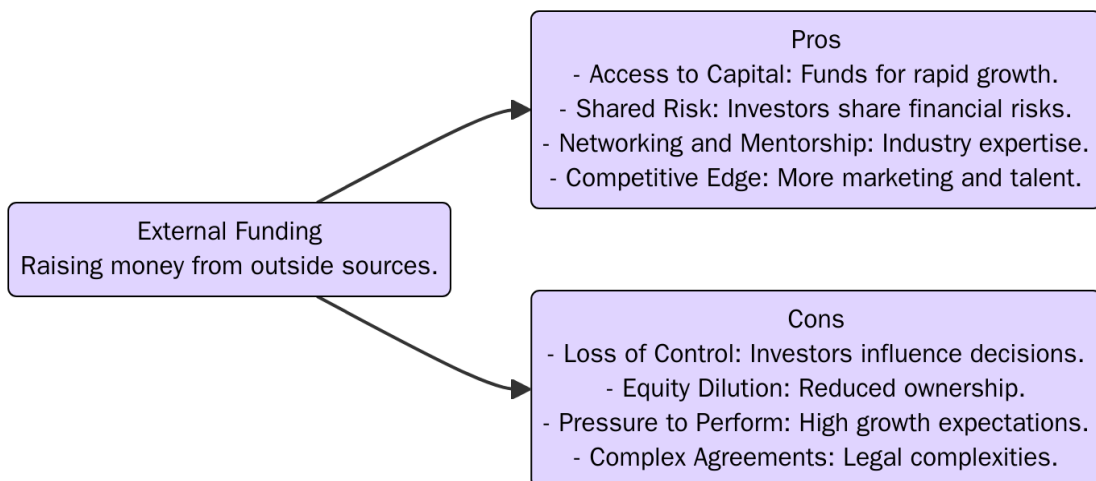 External Funding
Raising money from outside sources.
Pros
- Access to Capital: Funds for rapid growth.
- Shared Risk: Investors share financial risks.
- Networking and Mentorship: Industry expertise.
- Competitive Edge: More marketing and talent.
Cons
- Loss of Control: Investors influence decisions.
- Equity Dilution: Reduced ownership.
- Pressure to Perform: High growth expectations.
- Complex Agreements: Legal complexities.